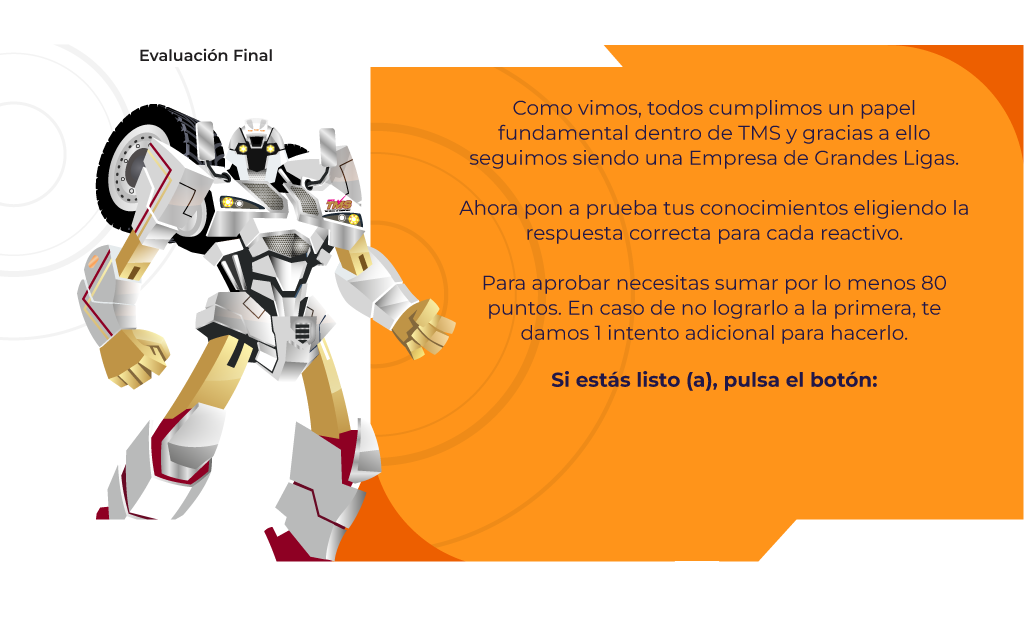 Evaluación Final
Como vimos, todos cumplimos un papel
fundamental dentro de TMS y gracias a ello
seguimos siendo una Empresa de Grandes Ligas.
Ahora pon a prueba tus conocimientos eligiendo la
respuesta correcta para cada reactivo.
Para aprobar necesitas sumar por lo menos 80
puntos. En caso de no lograrlo a la primera, te
damos 1 intento adicional para hacerlo.
Si estás listo (a), pulsa el botón:
TMS